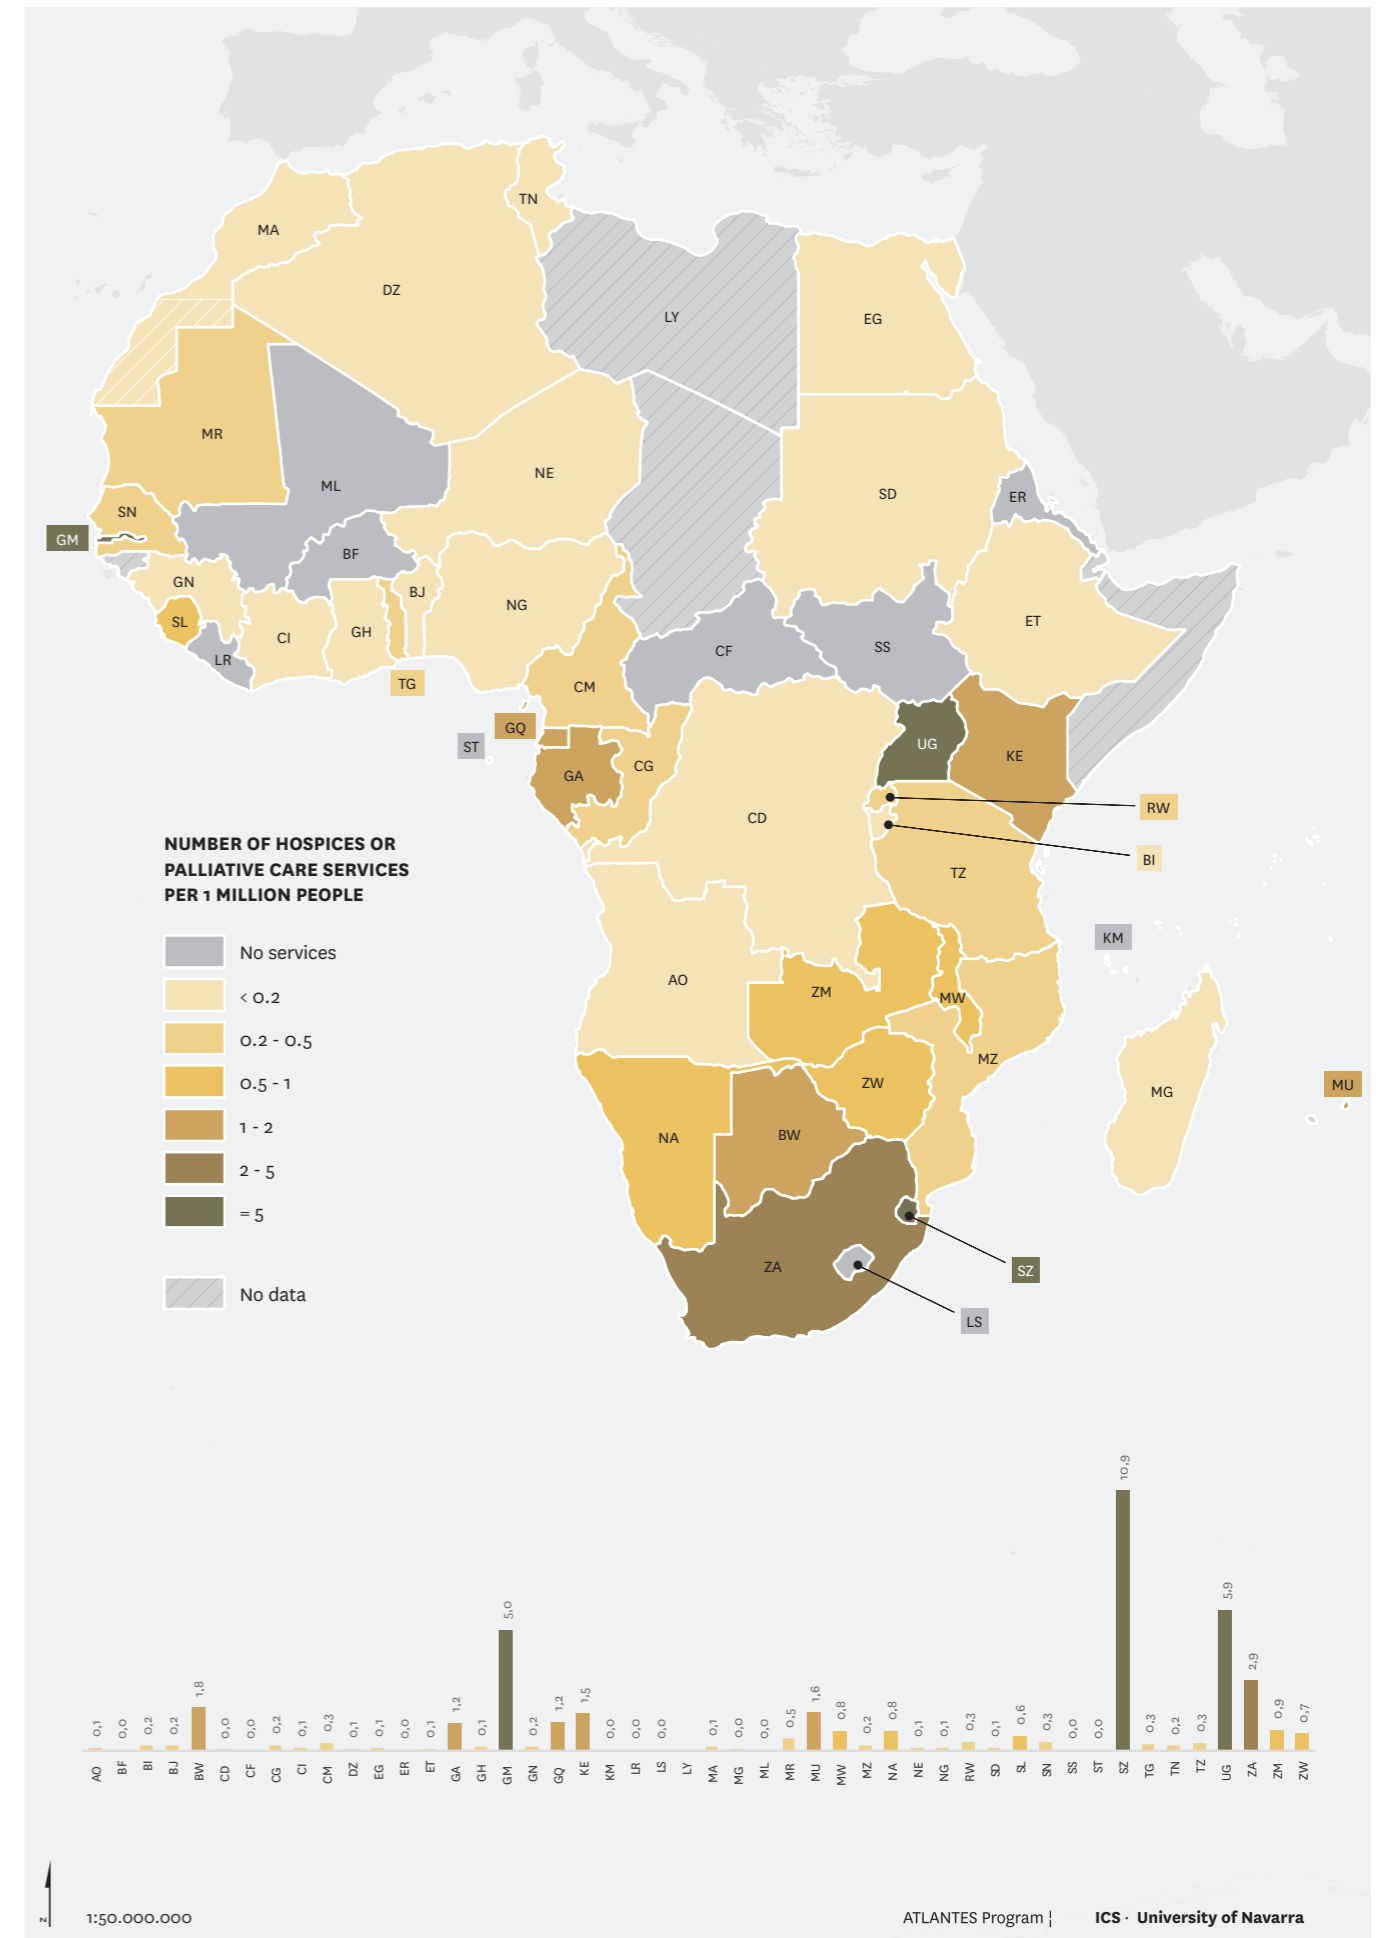 TN
MA
DZ
LY
EG
MR
NE
ML
SD
ER
SN
GM
BF
GN
BJ
NG
SL
CI
GH
ET
LR
CF
SS
TG
CM
GQ
ST
UG
KE
GA
CG
RW
CD
BI
TZ
NUMBER OF HOSPICES OR
PALLIATIVE CARE SERVICES
PER 1 MILLION PEOPLE
No services
< 0.2
0.2 - 0.5
0.5 - 1
1 - 2
2 - 5
= 5
No data
KM
AO
ZM
MW
MZ
ZW
MG
MU
NA
BW
ZA
SZ
LS
0,1 0,0 0,2 0,2 1,8 0,0 0,0 0,2 0,1 0,3 0,1 0,1 0,0 0,1 1,2 0,1 5,0 0,2 1,2 1,5 0,0 0,0 0,0 0,1 0,0 0,0 0,5 1,6 0,8 0,2 0,8 0,1 0,1 0,3 0,1 0,6 0,3 0,0 0,0 10,9 0,3 0,2 0,3 5,9 2,9 0,9 0,7
AO BF BI BJ BW CD CF CG CI CM DZ EG ER ET GA GH GM GN GQ KE KM LR LS LY MA MG ML MR MU MW MZ NA NE NG RW SD SL SN SS ST SZ TG TN TZ UG ZA ZM ZW
N
1:50.000.000
ATLANTES Program ¦ ICS · University of Navarra